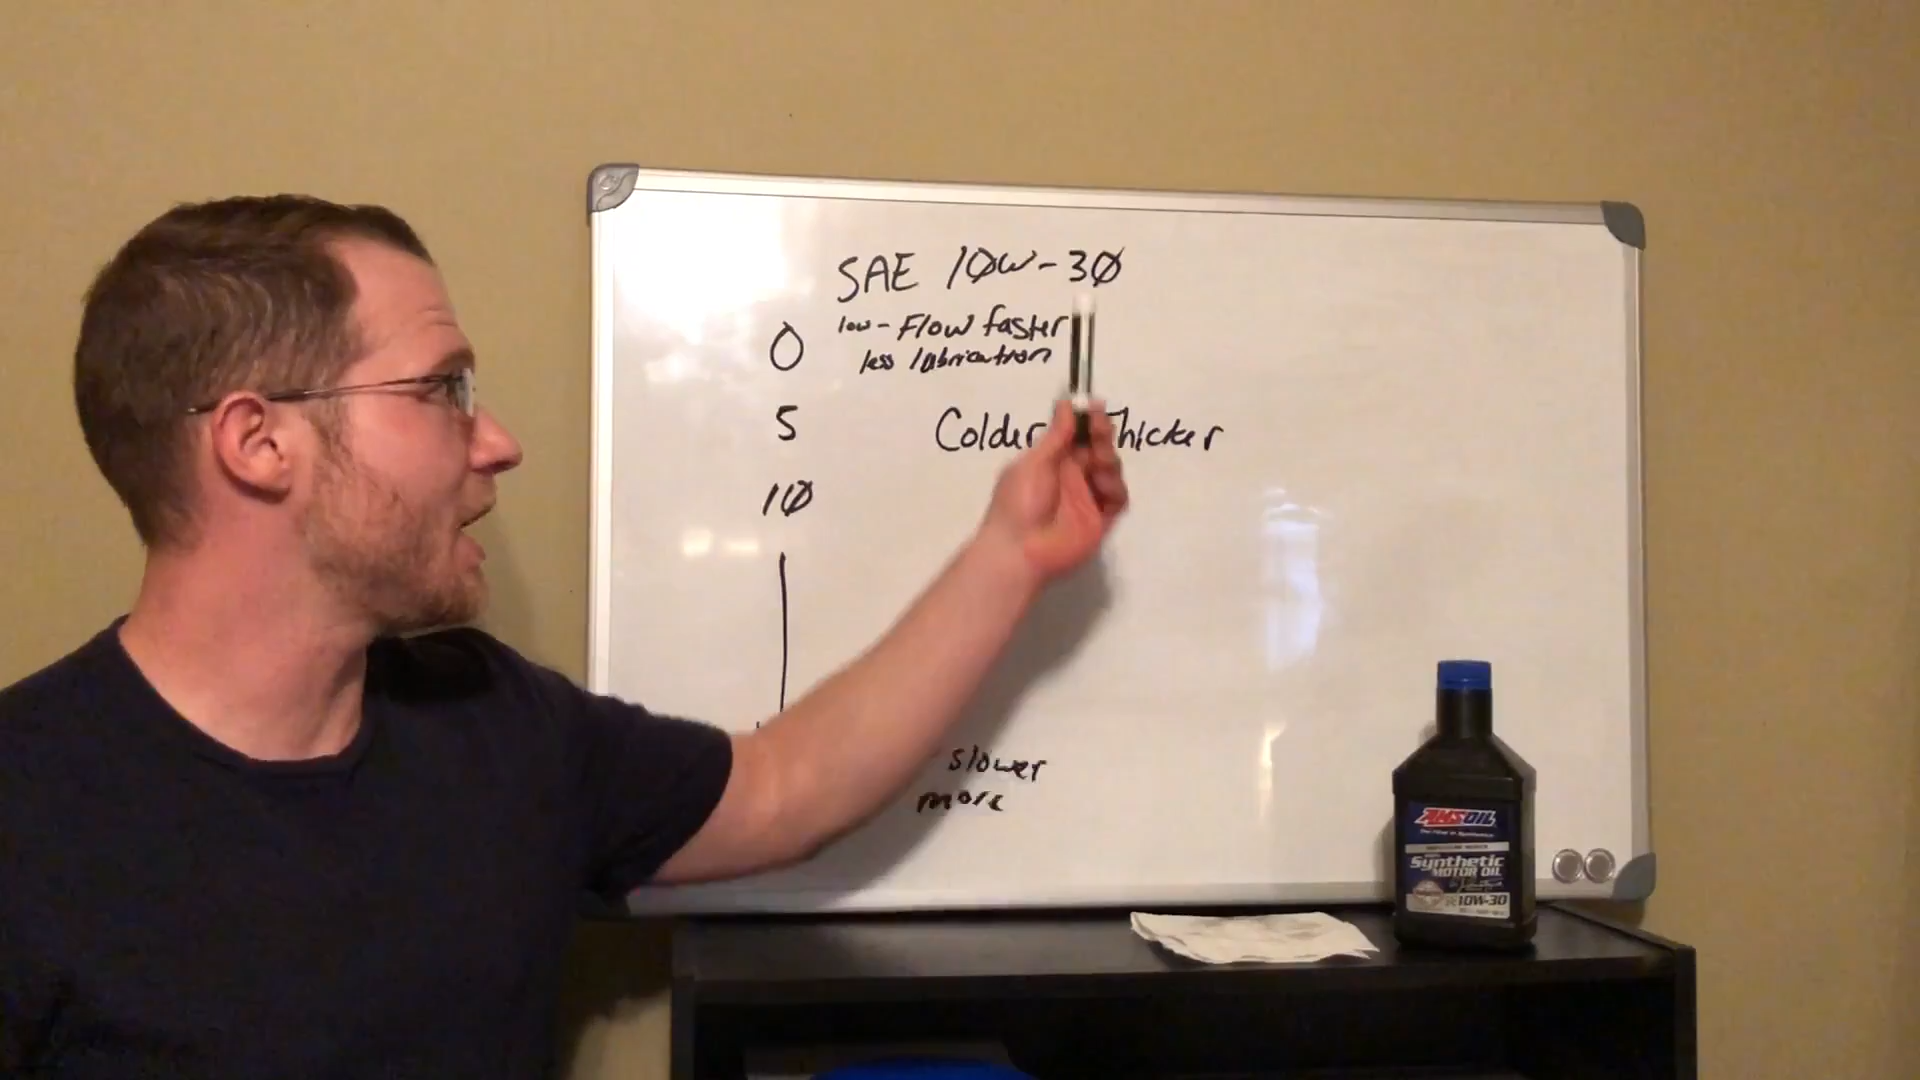 SAE 10W-30
0 low- Flow faster
less lubrication
5 Colder Thicker
10
slower
more
AMSOIL
Synthetic
MOTOR OIL
10W-30